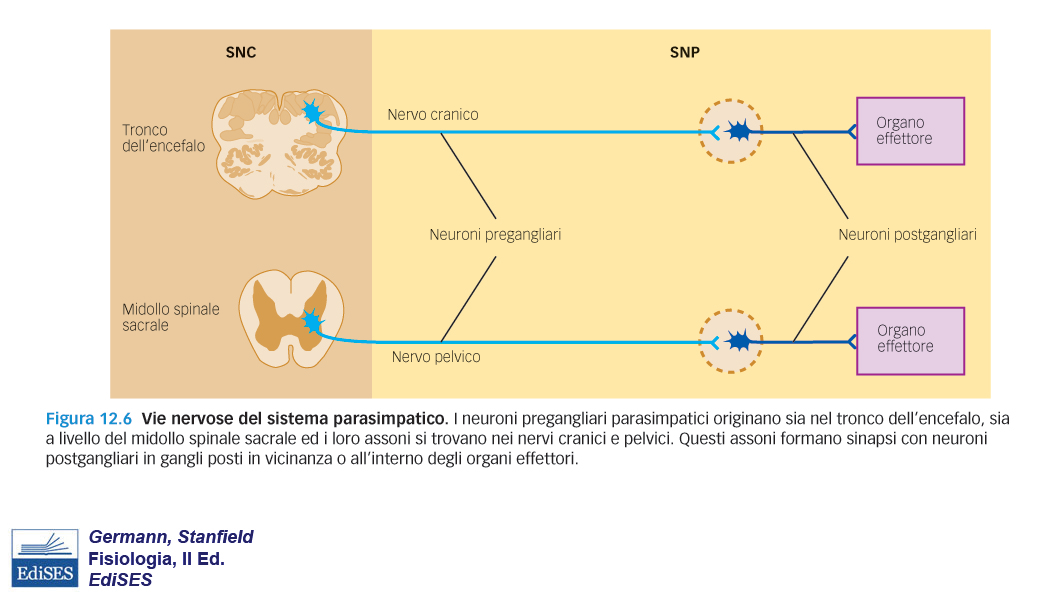 SNC
SNP
Nervo cranico
Tronco
dell'encefalo
Organo
effettore
Neuroni pregangliari
Neuroni postgangliari
Midollo spinale
sacrale
Organo
effettore
Nervo pelvico
Figura 12.6 Vie nervose del sistema parasimpatico. I neuroni pregangliari parasimpatici originano sia nel tronco dell'encefalo, sia
a livello del midollo spinale sacrale ed i loro assoni si trovano nei nervi cranici e pelvici. Questi assoni formano sinapsi con neuroni
postgangliari in gangli posti in vicinanza o all'interno degli organi effettori.
EdiSES
Germann, Stanfield
Fisiologia, II Ed.
EdiSES